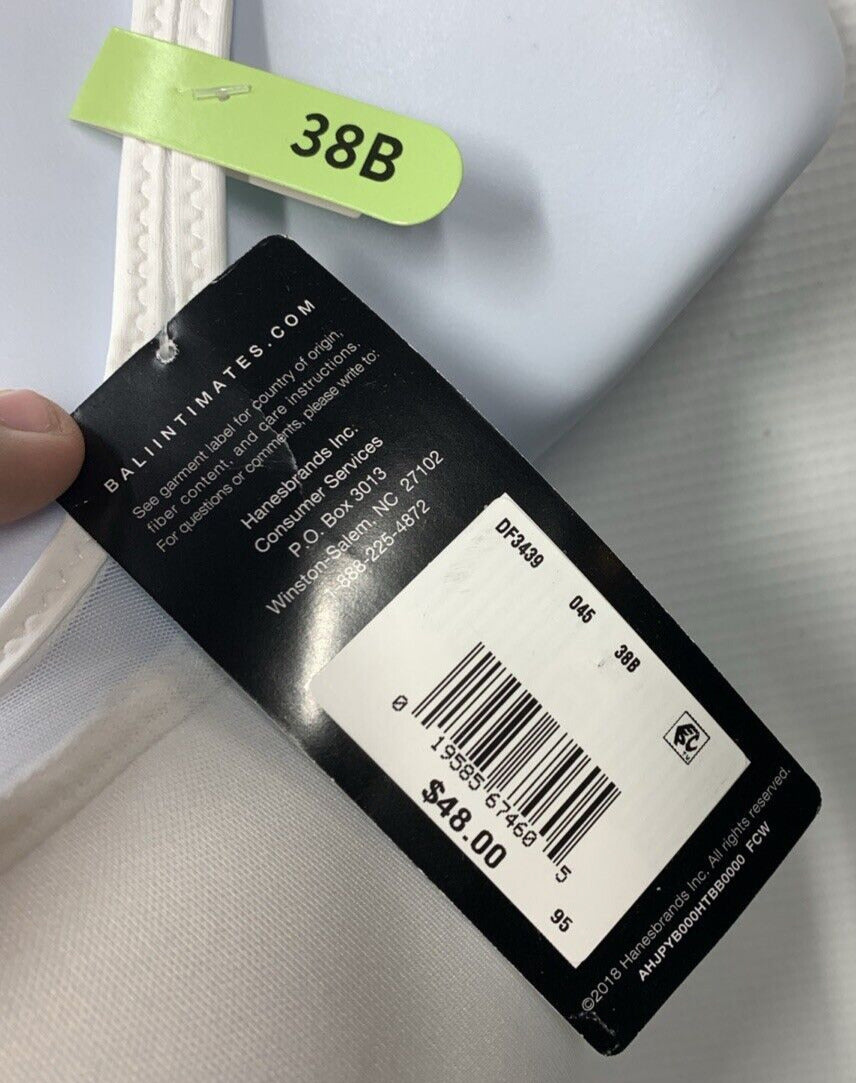 38B
BALIINTIMATES.COM
See garment label for country of origin,
fiber content, and care instructions.
For questions or comments, please write to:
Hanesbrands Inc.
Consumer Services
P.O. Box 3013
Winston-Salem, NC 27102
1-888-225-4872
DF3439 045 38B
0 19585 67460 5
$48.00
95
©2018 Hanesbrands Inc. All rights reserved.
AHJPYB000HTBB0000 FCW